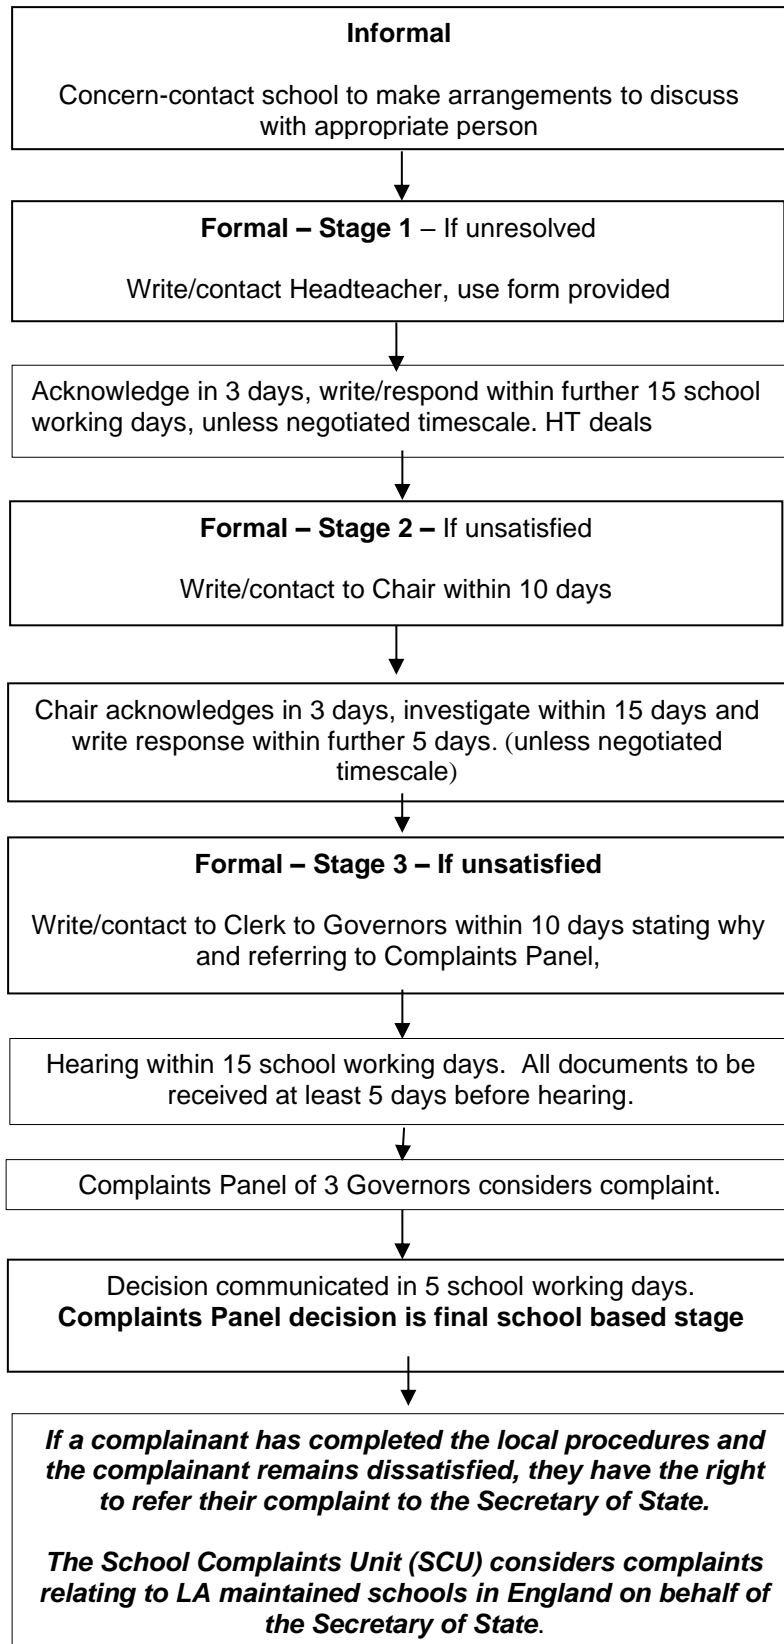 Informal
Concern-contact school to make arrangements to discuss
with appropriate person
Formal – Stage 1 – If unresolved
Write/contact Headteacher, use form provided
Acknowledge in 3 days, write/respond within further 15 school
working days, unless negotiated timescale. HT deals
Formal – Stage 2 – If unsatisfied
Write/contact to Chair within 10 days
Chair acknowledges in 3 days, investigate within 15 days and
write response within further 5 days. (unless negotiated
timescale)
Formal – Stage 3 – If unsatisfied
Write/contact to Clerk to Governors within 10 days stating why
and referring to Complaints Panel,
Hearing within 15 school working days.  All documents to be
received at least 5 days before hearing.
Complaints Panel of 3 Governors considers complaint.
Decision communicated in 5 school working days.
Complaints Panel decision is final school based stage
If a complainant has completed the local procedures and
the complainant remains dissatisfied, they have the right
to refer their complaint to the Secretary of State.
The School Complaints Unit (SCU) considers complaints
relating to LA maintained schools in England on behalf of
the Secretary of State.